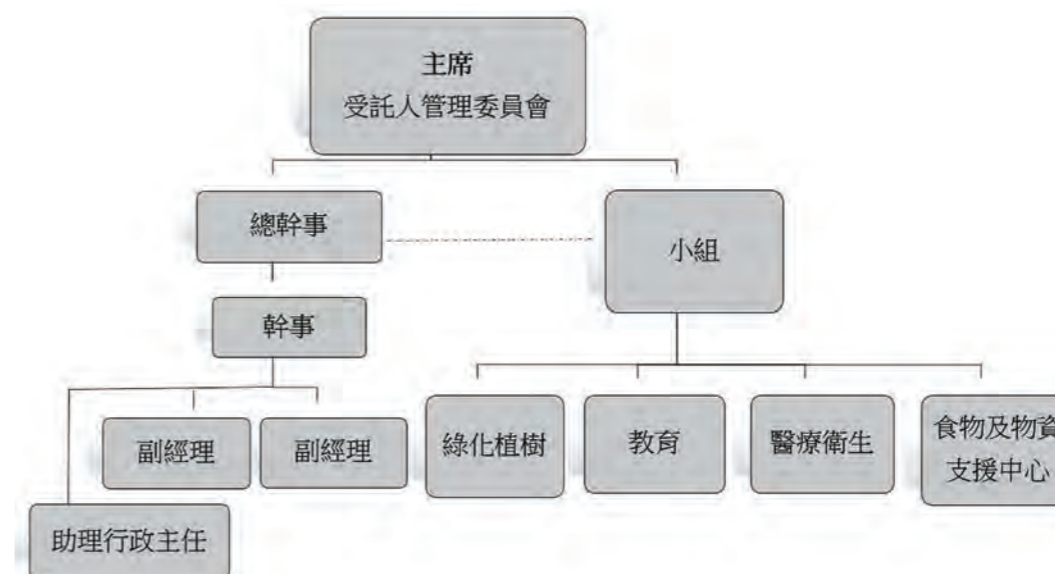 主席
受託人管理委員會
總幹事
小組
幹事
副經理
副經理
綠化植樹
教育
醫療衛生
食物及物資
支援中心
助理行政主任